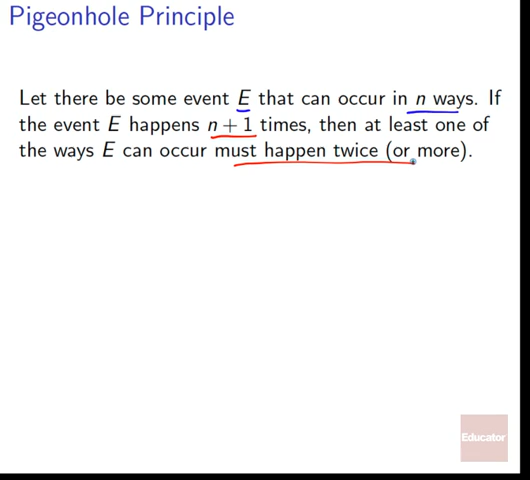 Pigeonhole Principle
Let there be some event E that can occur in n ways. If
the event E happens n + 1 times, then at least one of
the ways E can occur must happen twice (or more).
Educator